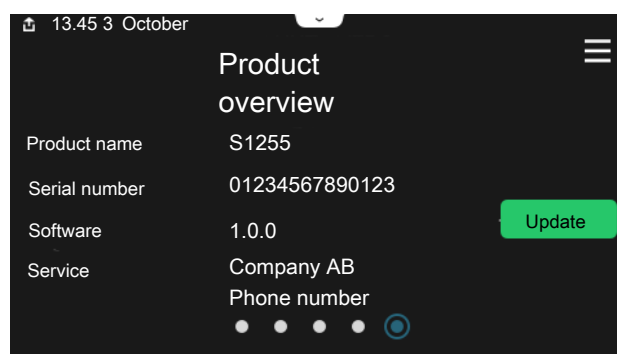 13.45 3 October
Product
overview
Product name S1255
Serial number 01234567890123
Software 1.0.0 Update
Service Company AB
Phone number